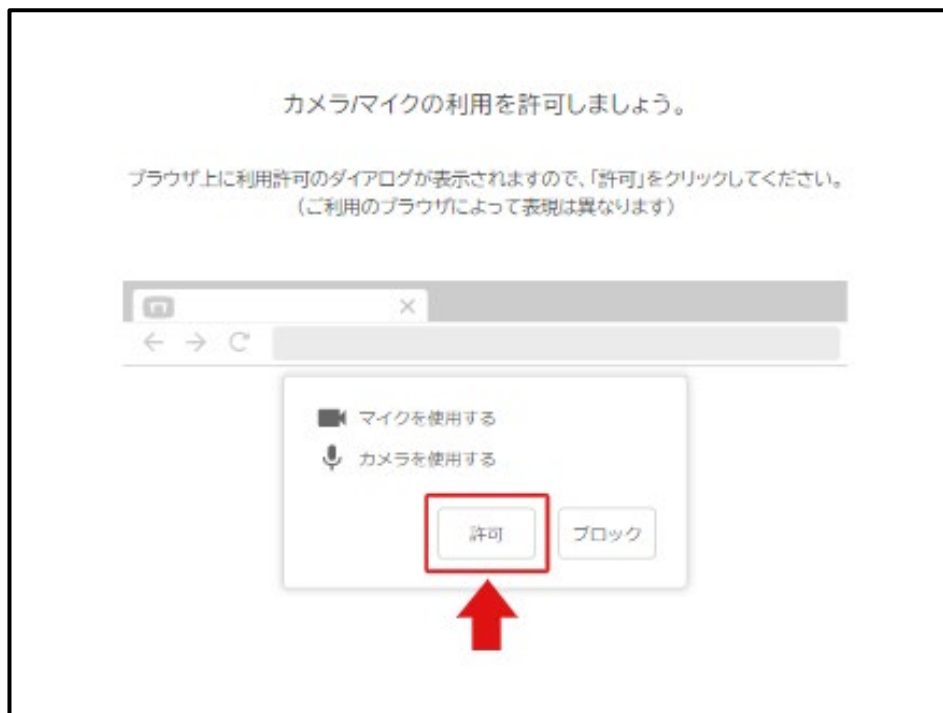 カメラ/マイクの利用を許可しましょう。
ブラウザ上に利用許可のダイアログが表示されますので、「許可」をクリックしてください。
（ご利用のブラウザによって表現は異なります）
マイクを使用する
カメラを使用する
許可 ブロック